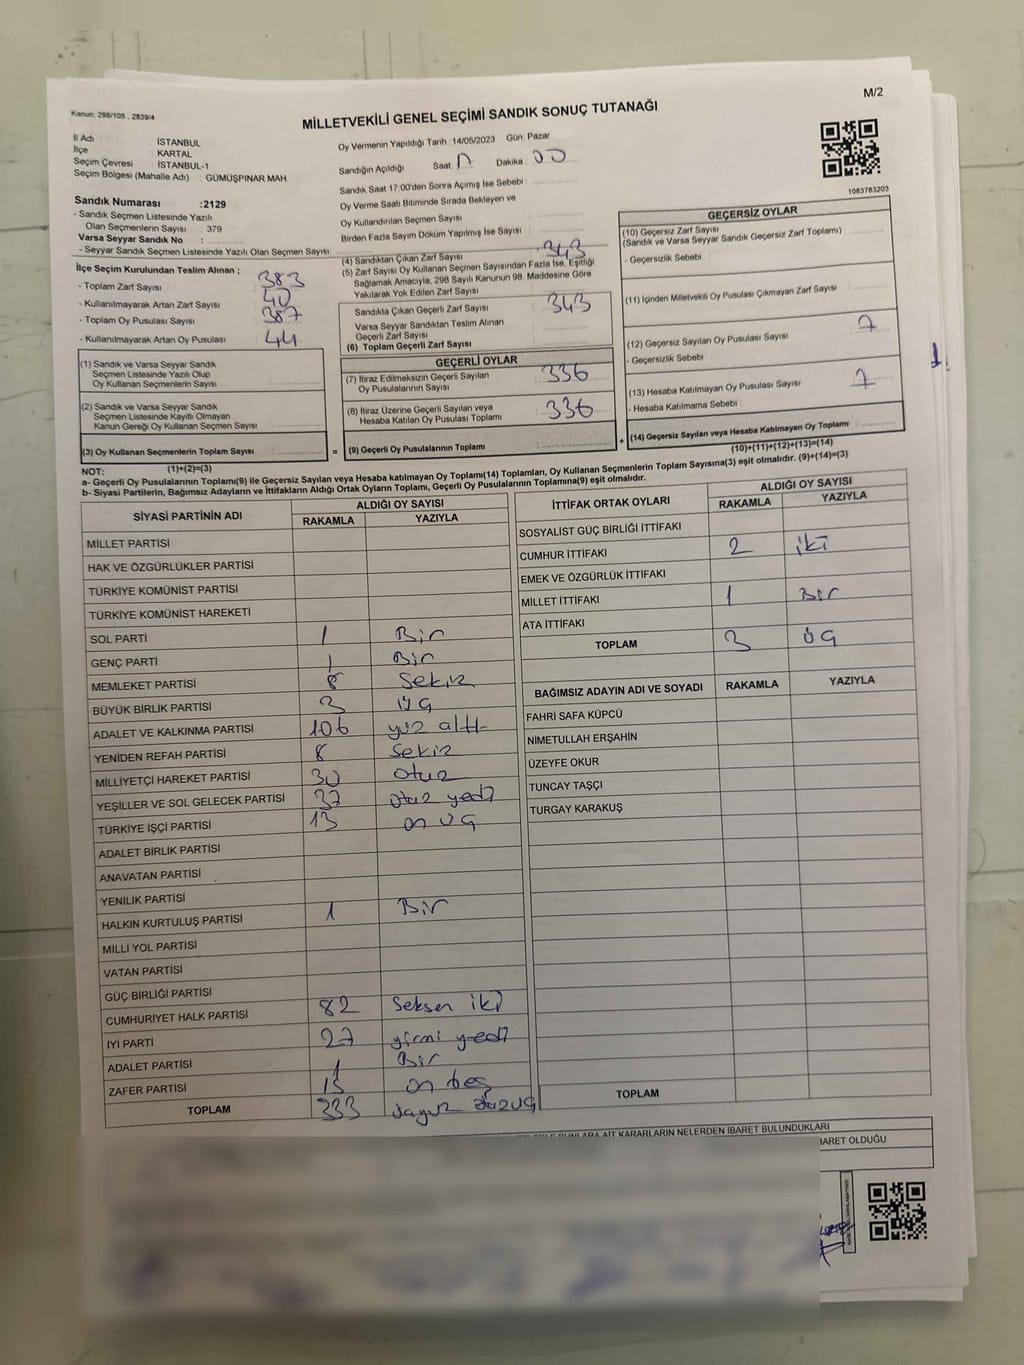 Kanun: 298/105 , 2839/4
M/2
MİLLETVEKİLİ GENEL SEÇİMİ SANDIK SONUÇ TUTANAĞI
İl Adı : İSTANBUL
İlçe : KARTAL
Seçim Çevresi : İSTANBUL-1
Seçim Bölgesi (Mahalle Adı) : GÜMÜŞPINAR MAH.
Sandık Numarası :2129
- Sandık Seçmen Listesinde Yazılı
Olan Seçmenlerin Sayısı : 379
Varsa Seyyar Sandık No :
- Seyyar Sandık Seçmen Listesinde Yazılı Olan Seçmen Sayısı:
İlçe Seçim Kurulundan Teslim Alınan ;
- Toplam Zarf Sayısı : 383
- Kullanılmayarak Artan Zarf Sayısı : 40
- Toplam Oy Pusulası Sayısı : 387
- Kullanılmayarak Artan Oy Pusulası : 44
(1) Sandık ve Varsa Seyyar Sandık
Seçmen Listesinde Yazılı Olup
Oy Kullanan Seçmenlerin Sayısı :
(2) Sandık ve Varsa Seyyar Sandık
Seçmen Listesinde Kayıtlı Olmayan
Kanun Gereği Oy Kullanan Seçmen Sayısı :
(3) Oy Kullanan Seçmenlerin Toplam Sayısı :
Oy Vermenin Yapıldığı Tarih :14/05/2023 Gün: Pazar
Sandığın Açıldığı Saat: 17 Dakika : 00
Sandık Saat 17:00'den Sonra Açılmış İse Sebebi :
Oy Verme Saati Bitiminde Sırada Bekleyen ve
Oy Kullandırılan Seçmen Sayısı :
Birden Fazla Sayım Döküm Yapılmış İse Sayısı :
(4) Sandıktan Çıkan Zarf Sayısı : 343
(5) Zarf Sayısı Oy Kullanan Seçmen Sayısından Fazla İse, Eşitliği
Sağlamak Amacıyla, 298 Sayılı Kanunun 98. Maddesine Göre
Yakılarak Yok Edilen Zarf Sayısı :
Sandıkta Çıkan Geçerli Zarf Sayısı : 343
Varsa Seyyar Sandıktan Teslim Alınan
Geçerli Zarf Sayısı :
(6) Toplam Geçerli Zarf Sayısı :
GEÇERLİ OYLAR
(7) İtiraz Edilmeksizin Geçerli Sayılan
Oy Pusulalarının Sayısı : 336
(8) İtiraz Üzerine Geçerli Sayılan veya
Hesaba Katılan Oy Pusulası Toplamı : 336
= (9) Geçerli Oy Pusulalarının Toplamı :
1083783203
GEÇERSİZ OYLAR
(10) Geçersiz Zarf Sayısı
(Sandık ve Varsa Seyyar Sandık Geçersiz Zarf Toplamı) :
- Geçersizlik Sebebi :
(11) İçinden Milletvekili Oy Pusulası Çıkmayan Zarf Sayısı :
(12) Geçersiz Sayılan Oy Pusulası Sayısı : 7
- Geçersizlik Sebebi :
(13) Hesaba Katılmayan Oy Pusulası Sayısı : 7
- Hesaba Katılmama Sebebi :
+ (14) Geçersiz Sayılan veya Hesaba Katılmayan Oy Toplamı :
NOT: (1)+(2)=(3)
(10)+(11)+(12)+(13)=(14)
a- Geçerli Oy Pusulalarının Toplamı(9) ile Geçersiz Sayılan veya Hesaba katılmayan Oy Toplamı(14) Toplamları, Oy Kullanan Seçmenlerin Toplam Sayısına(3) eşit olmalıdır. (9)+(14)=(3)
b- Siyasi Partilerin, Bağımsız Adayların ve İttifakların Aldığı Ortak Oyların Toplamı, Geçerli Oy Pusulalarının Toplamına(9) eşit olmalıdır.
SİYASİ PARTİNİN ADI ALDIĞI OY SAYISI
RAKAMLA YAZIYLA
MİLLET PARTİSİ
HAK VE ÖZGÜRLÜKLER PARTİSİ
TÜRKİYE KOMÜNİST PARTİSİ
TÜRKİYE KOMÜNİST HAREKETİ
SOL PARTİ 1 Bir
GENÇ PARTİ 1 Bir
MEMLEKET PARTİSİ 8 Sekiz
BÜYÜK BİRLİK PARTİSİ 3 üç
ADALET VE KALKINMA PARTİSİ 106 yüz altı
YENİDEN REFAH PARTİSİ 8 Sekiz
MİLLİYETÇİ HAREKET PARTİSİ 30 otuz
YEŞİLLER VE SOL GELECEK PARTİSİ 37 otuz yedi
TÜRKİYE İŞÇİ PARTİSİ 13 on üç
ADALET BİRLİK PARTİSİ
ANAVATAN PARTİSİ
YENİLİK PARTİSİ
HALKIN KURTULUŞ PARTİSİ 1 Bir
MİLLİ YOL PARTİSİ
VATAN PARTİSİ
GÜÇ BİRLİĞİ PARTİSİ
CUMHURİYET HALK PARTİSİ 82 Seksen iki
İYİ PARTİ 27 yirmi yedi
ADALET PARTİSİ 1 Bir
ZAFER PARTİSİ 15 on beş
TOPLAM 333 üçyüz otuzüç
İTTİFAK ORTAK OYLARI ALDIĞI OY SAYISI
RAKAMLA YAZIYLA
SOSYALİST GÜÇ BİRLİĞİ İTTİFAKI
CUMHUR İTTİFAKI 2 iki
EMEK VE ÖZGÜRLÜK İTTİFAKI
MİLLET İTTİFAKI 1 Bir
ATA İTTİFAKI
TOPLAM 3 üç
BAĞIMSIZ ADAYIN ADI VE SOYADI RAKAMLA YAZIYLA
FAHRİ SAFA KÜPCÜ
NİMETULLAH ERŞAHİN
ÜZEYFE OKUR
TUNCAY TAŞÇI
TURGAY KARAKUŞ
TOPLAM
BUNLARA AİT KARARLARIN NELERDEN İBARET BULUNDUKLARI
İBARET OLDUĞU